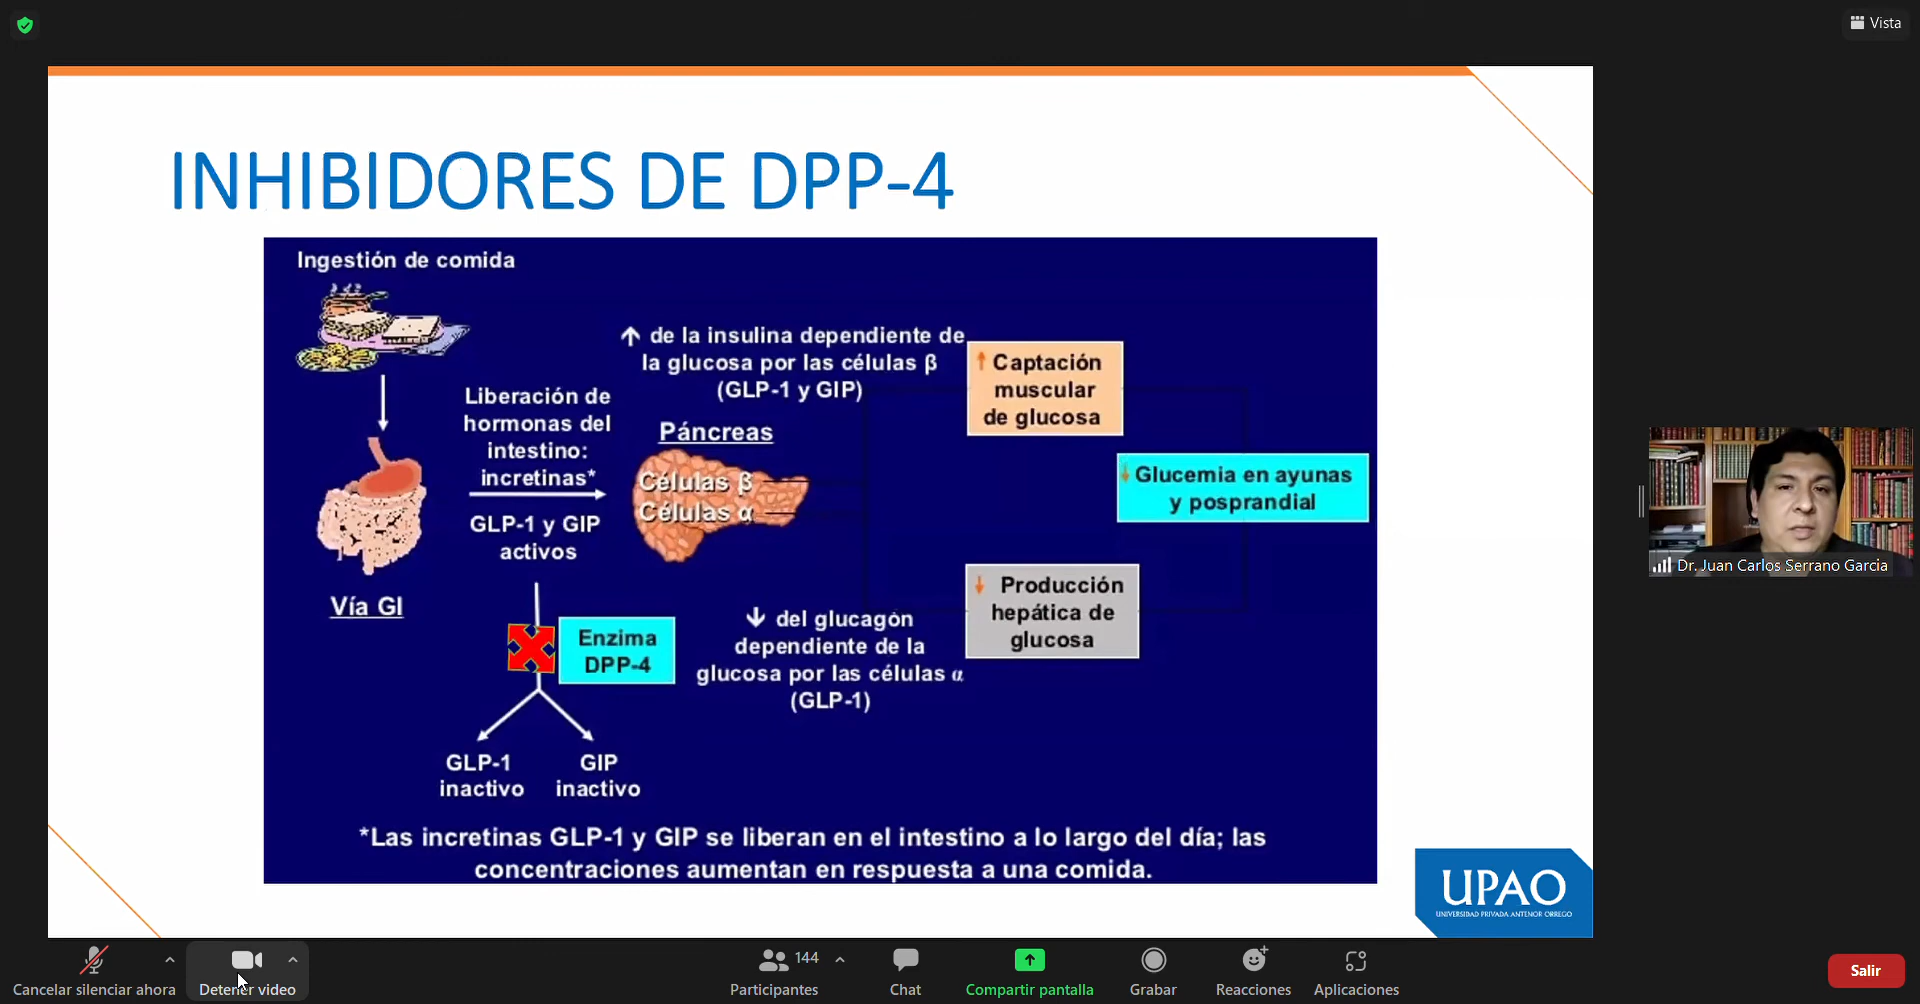 Vista
INHIBIDORES DE DPP-4
Ingestión de comida
Vía GI
Liberación de
hormonas del
intestino:
incretinas*
GLP-1 y GIP
activos
Enzima
DPP-4
GLP-1
inactivo
GIP
inactivo
↑ de la insulina dependiente de
la glucosa por las células β
(GLP-1 y GIP)
Páncreas
Células β
Células α
↓ del glucagón
dependiente de la
glucosa por las células α
(GLP-1)
↑ Captación
muscular
de glucosa
↓ Producción
hepática de
glucosa
↓ Glucemia en ayunas
y posprandial
*Las incretinas GLP-1 y GIP se liberan en el intestino a lo largo del día; las
concentraciones aumentan en respuesta a una comida.
UPAO
UNIVERSIDAD PRIVADA ANTENOR ORREGO
Dr. Juan Carlos Serrano Garcia
Cancelar silenciar ahora
Detener video
144
Participantes
Chat
Compartir pantalla
Grabar
Reacciones
Aplicaciones
Salir